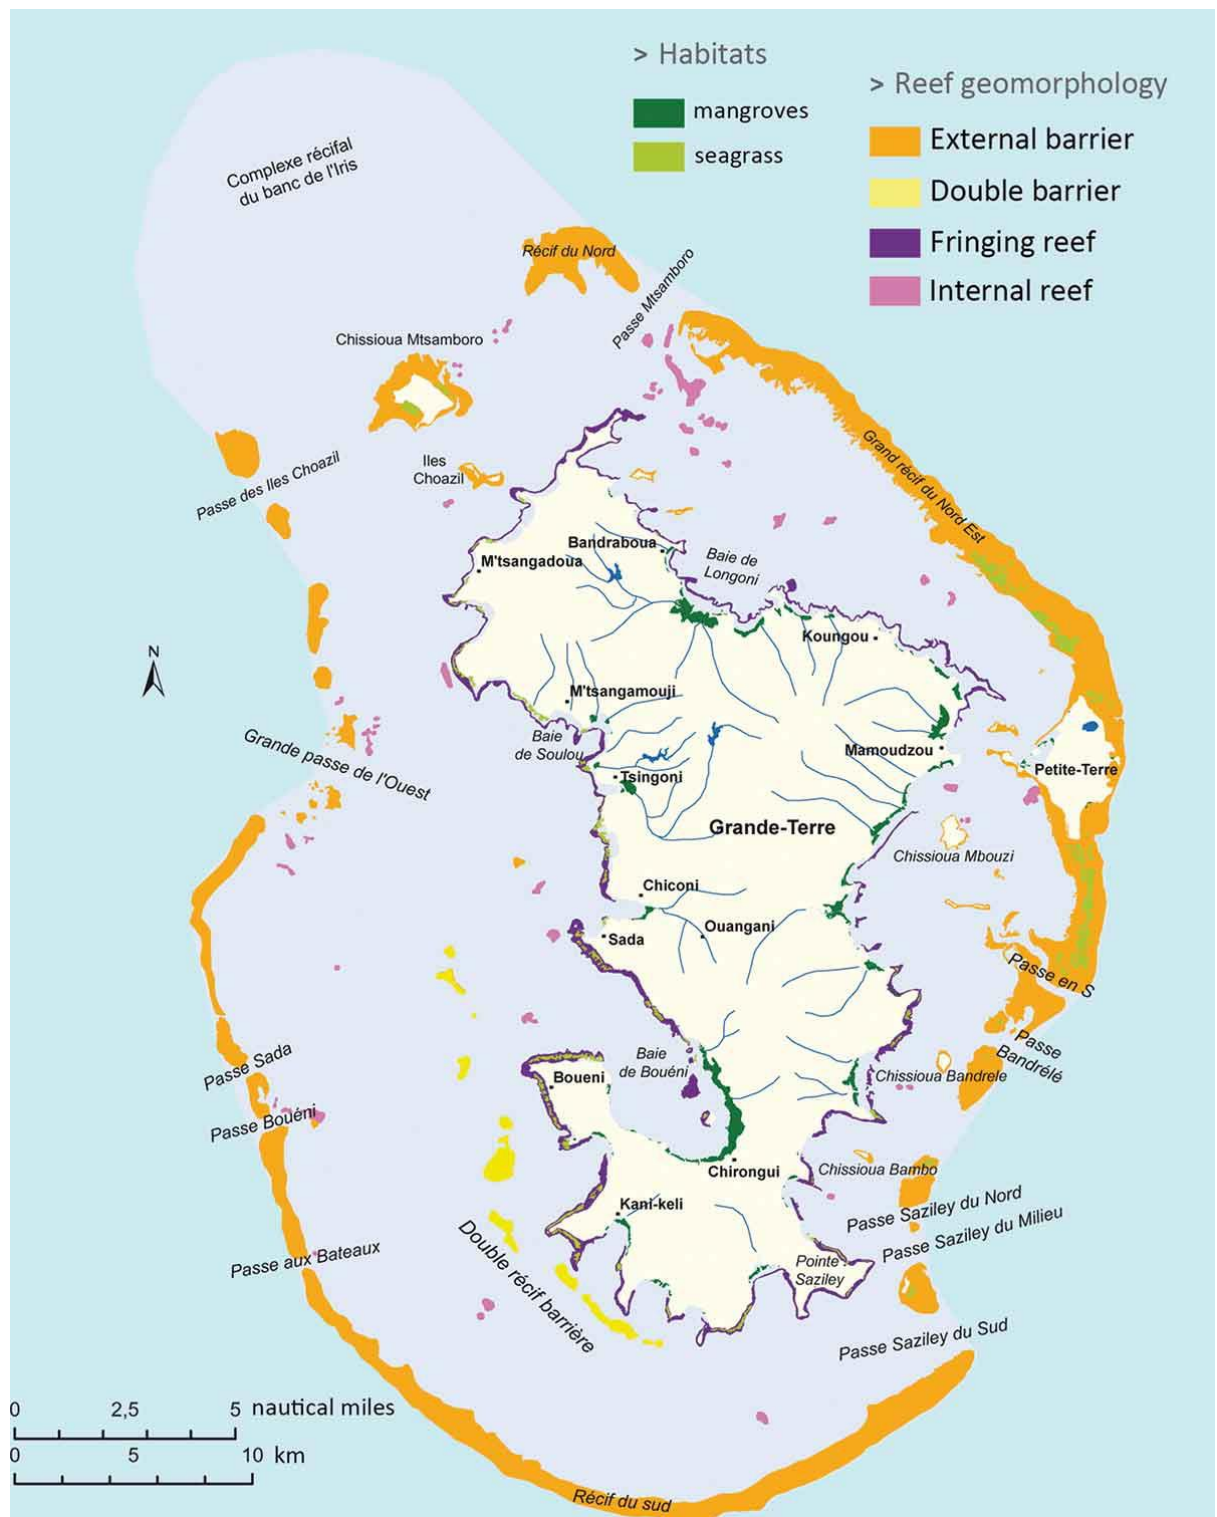 > Habitats
mangroves
seagrass
> Reef geomorphology
External barrier
Double barrier
Fringing reef
Internal reef
Complexe récifal
du banc de l'Iris
Récif du Nord
Passe Mtsamboro
Chissioua Mtsamboro
Grand récif du Nord Est
Passe des Iles Choazil
Iles
Choazil
Bandraboua
M'tsangadoua
Baie de
Longoni
Koungou
N
M'tsangamouji
Baie
de Soulou
Grande passe de l'Ouest
Mamoudzou
Petite-Terre
Tsingoni
Grande-Terre
Chissioua Mbouzi
Chiconi
Ouangani
Sada
Passe en S
Passe
Bandrélé
Passe Sada
Baie
de Bouéni
Chissioua Bandrele
Boueni
Passe Bouéni
Chirongui
Chissioua Bambo
Kani-keli
Passe Saziley du Nord
Passe Saziley du Milieu
Passe aux Bateaux
Double récif barrière
Pointe
Saziley
Passe Saziley du Sud
0 2,5 5 nautical miles
0 5 10 km
Récif du sud